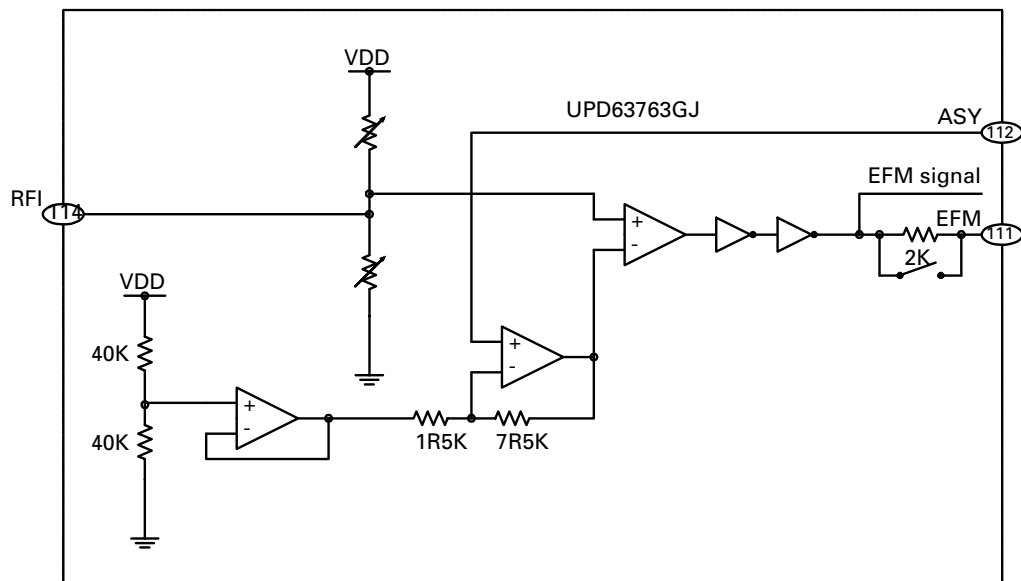 VDD
UPD63763GJ
ASY
112
EFM signal
RFI
114
+
-
EFM
111
2K
VDD
40K
+
-
+
-
40K
1R5K
7R5K